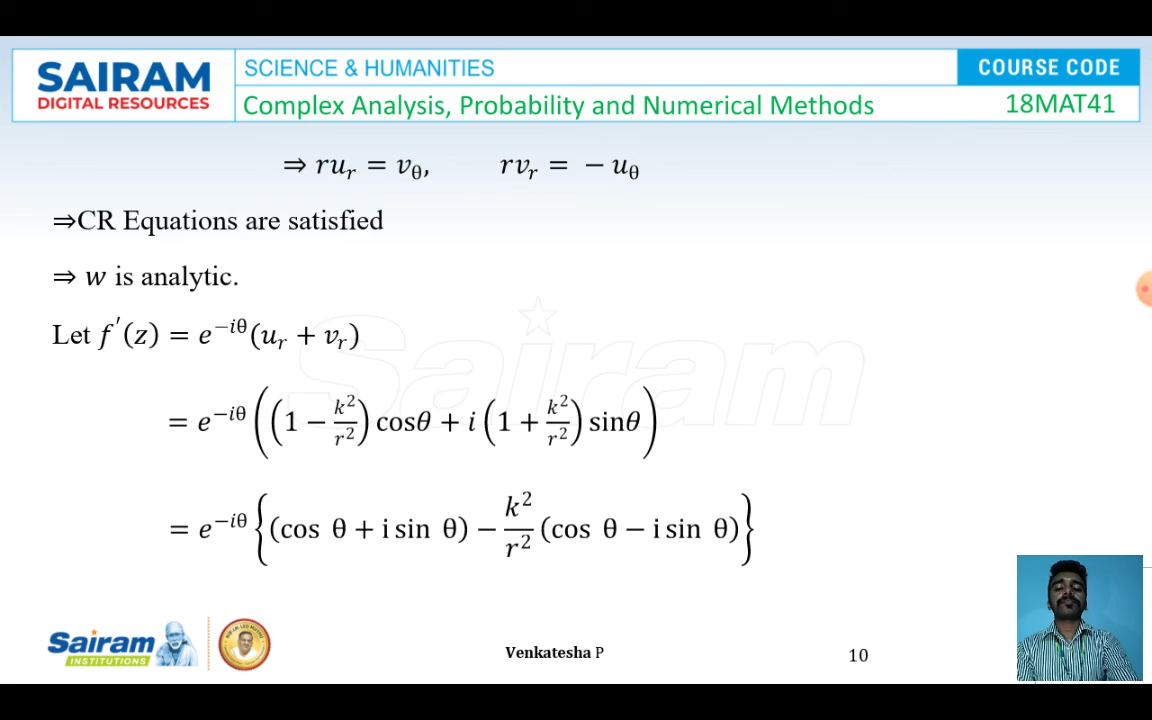 SAIRAM
DIGITAL RESOURCES
SCIENCE & HUMANITIES
COURSE CODE
Complex Analysis, Probability and Numerical Methods
18MAT41
⇒ ru_r = v_θ, rv_r = − u_θ
⇒CR Equations are satisfied
⇒ w is analytic.
Let f′(z) = e^{−iθ}(u_r + v_r)
= e^{−iθ} ((1 − k²/r²) cosθ + i (1 + k²/r²) sinθ)
= e^{−iθ} {(cos θ + i sin θ) − k²/r² (cos θ − i sin θ)}
Sairam
Sairam
INSTITUTIONS
Venkatesha P
10